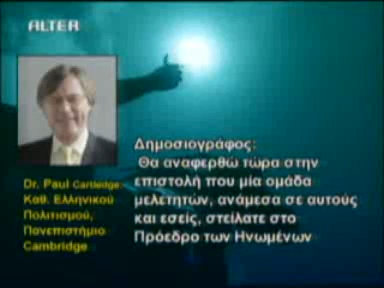 ALTER
Δημοσιογράφος:
Θα αναφερθώ τώρα στην
επιστολή που μία ομάδα
μελετητών, ανάμεσα σε αυτούς
και εσείς, στείλατε στο
Πρόεδρο των Ηνωμένων
Dr. Paul Cartledge
Καθ. Ελληνικού
Πολιτισμού,
Πανεπιστήμιο
Cambridge